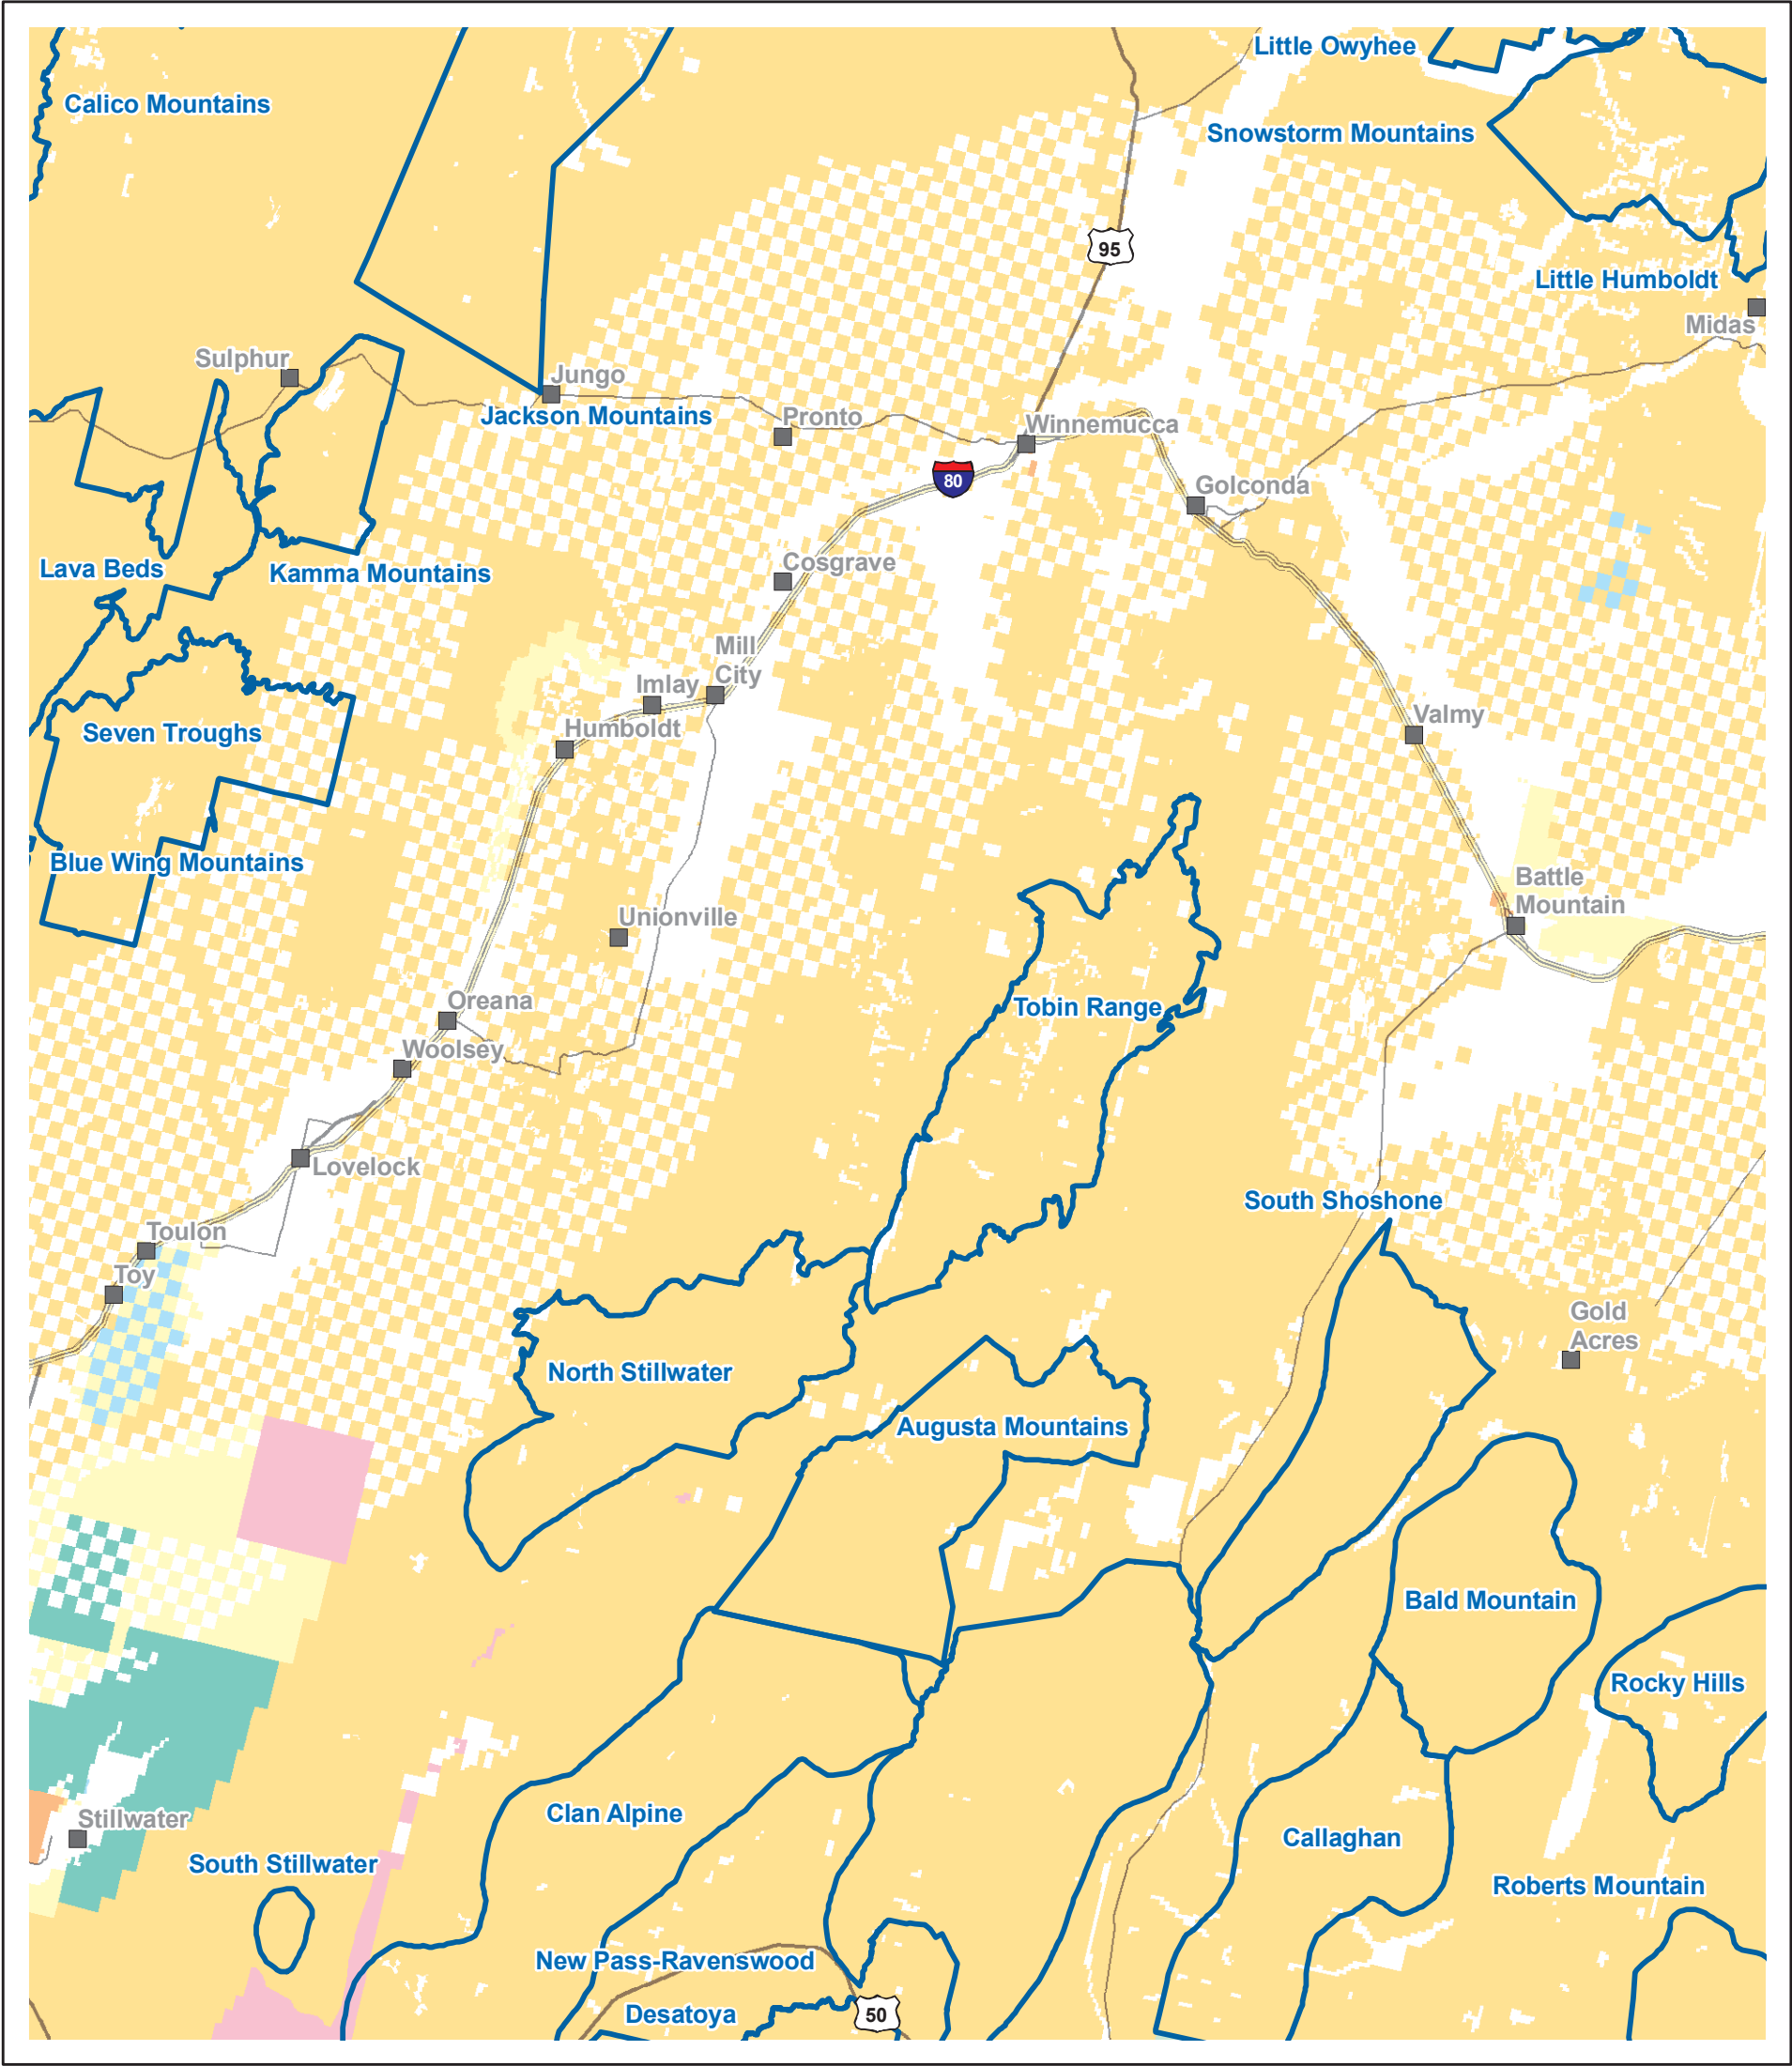 Little Owyhee
Calico Mountains
Snowstorm Mountains
95
Little Humboldt
Midas
Sulphur
Jungo
Jackson Mountains
Pronto
Winnemucca
80
Golconda
Lava Beds
Kamma Mountains
Cosgrave
Mill
City
Imlay
Humboldt
Valmy
Seven Troughs
Blue Wing Mountains
Battle
Mountain
Unionville
Oreana
Tobin Range
Woolsey
Lovelock
South Shoshone
Toulon
Toy
Gold
Acres
North Stillwater
Augusta Mountains
Bald Mountain
Rocky Hills
Clan Alpine
Stillwater
Callaghan
South Stillwater
Roberts Mountain
New Pass-Ravenswood
Desatoya
50